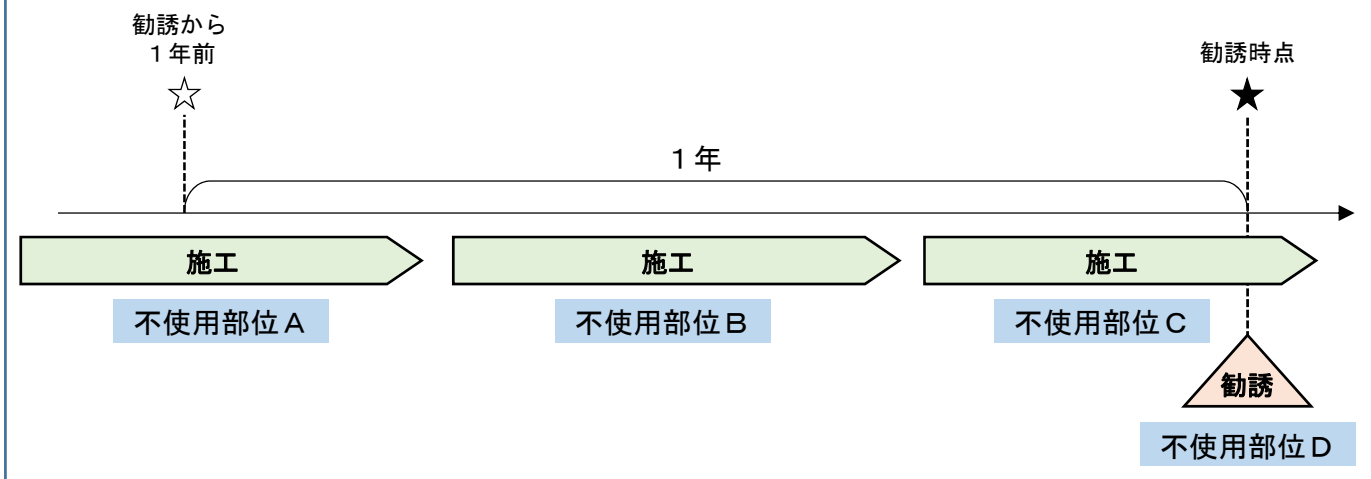 勧誘から
１年前
勧誘時点
１年
施工
施工
施工
不使用部位Ａ
不使用部位Ｂ
不使用部位Ｃ
勧誘
不使用部位Ｄ